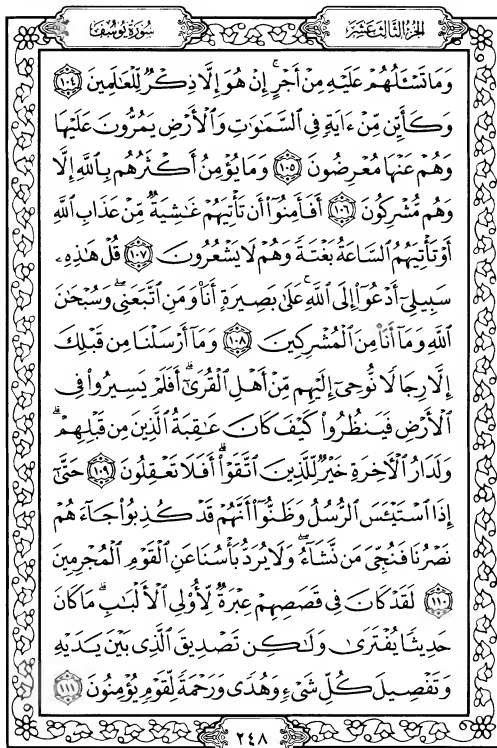 الجزء الثالث عشر
سورة يوسف
وَمَا تَسْـَٔلُهُمْ عَلَيْهِ مِنْ أَجْرٍ ۚ إِنْ هُوَ إِلَّا ذِكْرٌ لِّلْعَـٰلَمِينَ ١٠٤
وَكَأَيِّن مِّنْ ءَايَةٍ فِى ٱلسَّمَـٰوَٰتِ وَٱلْأَرْضِ يَمُرُّونَ عَلَيْهَا
وَهُمْ عَنْهَا مُعْرِضُونَ ١٠٥ وَمَا يُؤْمِنُ أَكْثَرُهُم بِٱللَّهِ إِلَّا
وَهُم مُّشْرِكُونَ ١٠٦ أَفَأَمِنُوٓا۟ أَن تَأْتِيَهُمْ غَـٰشِيَةٌ مِّنْ عَذَابِ ٱللَّهِ
أَوْ تَأْتِيَهُمُ ٱلسَّاعَةُ بَغْتَةً وَهُمْ لَا يَشْعُرُونَ ١٠٧ قُلْ هَـٰذِهِۦ
سَبِيلِىٓ أَدْعُوٓا۟ إِلَى ٱللَّهِ ۚ عَلَىٰ بَصِيرَةٍ أَنَا۠ وَمَنِ ٱتَّبَعَنِى ۖ وَسُبْحَـٰنَ
ٱللَّهِ وَمَآ أَنَا۠ مِنَ ٱلْمُشْرِكِينَ ١٠٨ وَمَآ أَرْسَلْنَا مِن قَبْلِكَ
إِلَّا رِجَالًا نُّوحِىٓ إِلَيْهِم مِّنْ أَهْلِ ٱلْقُرَىٰٓ ۗ أَفَلَمْ يَسِيرُوا۟ فِى
ٱلْأَرْضِ فَيَنظُرُوا۟ كَيْفَ كَانَ عَـٰقِبَةُ ٱلَّذِينَ مِن قَبْلِهِمْ ۗ
وَلَدَارُ ٱلْـَٔاخِرَةِ خَيْرٌ لِّلَّذِينَ ٱتَّقَوْا۟ ۗ أَفَلَا تَعْقِلُونَ ١٠٩ حَتَّىٰٓ
إِذَا ٱسْتَيْـَٔسَ ٱلرُّسُلُ وَظَنُّوٓا۟ أَنَّهُمْ قَدْ كُذِبُوا۟ جَآءَهُمْ
نَصْرُنَا فَنُجِّىَ مَن نَّشَآءُ ۖ وَلَا يُرَدُّ بَأْسُنَا عَنِ ٱلْقَوْمِ ٱلْمُجْرِمِينَ
١١٠ لَقَدْ كَانَ فِى قَصَصِهِمْ عِبْرَةٌ لِّأُو۟لِى ٱلْأَلْبَـٰبِ ۗ مَا كَانَ
حَدِيثًا يُفْتَرَىٰ وَلَـٰكِن تَصْدِيقَ ٱلَّذِى بَيْنَ يَدَيْهِ
وَتَفْصِيلَ كُلِّ شَىْءٍ وَهُدًى وَرَحْمَةً لِّقَوْمٍ يُؤْمِنُونَ ١١١
٢٤٨